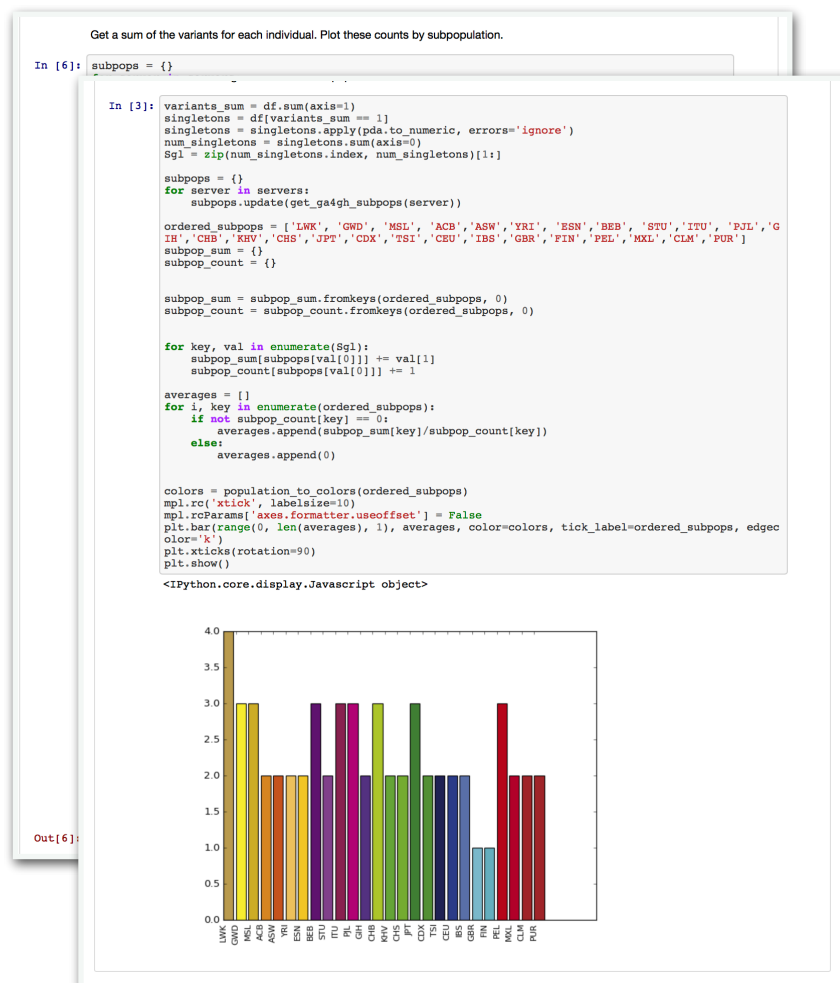 Get a sum of the variants for each individual. Plot these counts by subpopulation.
In [6]: subpops = {}
In [3]: variants_sum = df.sum(axis=1)
singletons = df[variants_sum == 1]
singletons = singletons.apply(pda.to_numeric, errors='ignore')
num_singletons = singletons.sum(axis=0)
Sgl = zip(num_singletons.index, num_singletons)[1:]
subpops = {}
for server in servers:
    subpops.update(get_ga4gh_subpops(server))
ordered_subpops = ['LWK', 'GWD', 'MSL', 'ACB','ASW','YRI', 'ESN','BEB', 'STU','ITU', 'PJL','G
IH','CHB','KHV','CHS','JPT','CDX','TSI','CEU','IBS','GBR','FIN','PEL','MXL','CLM','PUR']
subpop_sum = {}
subpop_count = {}
subpop_sum = subpop_sum.fromkeys(ordered_subpops, 0)
subpop_count = subpop_count.fromkeys(ordered_subpops, 0)
for key, val in enumerate(Sgl):
    subpop_sum[subpops[val[0]]] += val[1]
    subpop_count[subpops[val[0]]] += 1
averages = []
for i, key in enumerate(ordered_subpops):
    if not subpop_count[key] == 0:
        averages.append(subpop_sum[key]/subpop_count[key])
    else:
        averages.append(0)
colors = population_to_colors(ordered_subpops)
mpl.rc('xtick', labelsize=10)
mpl.rcParams['axes.formatter.useoffset'] = False
plt.bar(range(0, len(averages), 1), averages, color=colors, tick_label=ordered_subpops, edgec
olor='k')
plt.xticks(rotation=90)
plt.show()
<IPython.core.display.Javascript object>
4.0
3.5
3.0
2.5
2.0
1.5
1.0
0.5
0.0
Out[6]:
LWK GWD MSL ACB ASW YRI ESN BEB STU ITU PJL GIH CHB KHV CHS JPT CDX TSI CEU IBS GBR FIN PEL MXL CLM PUR